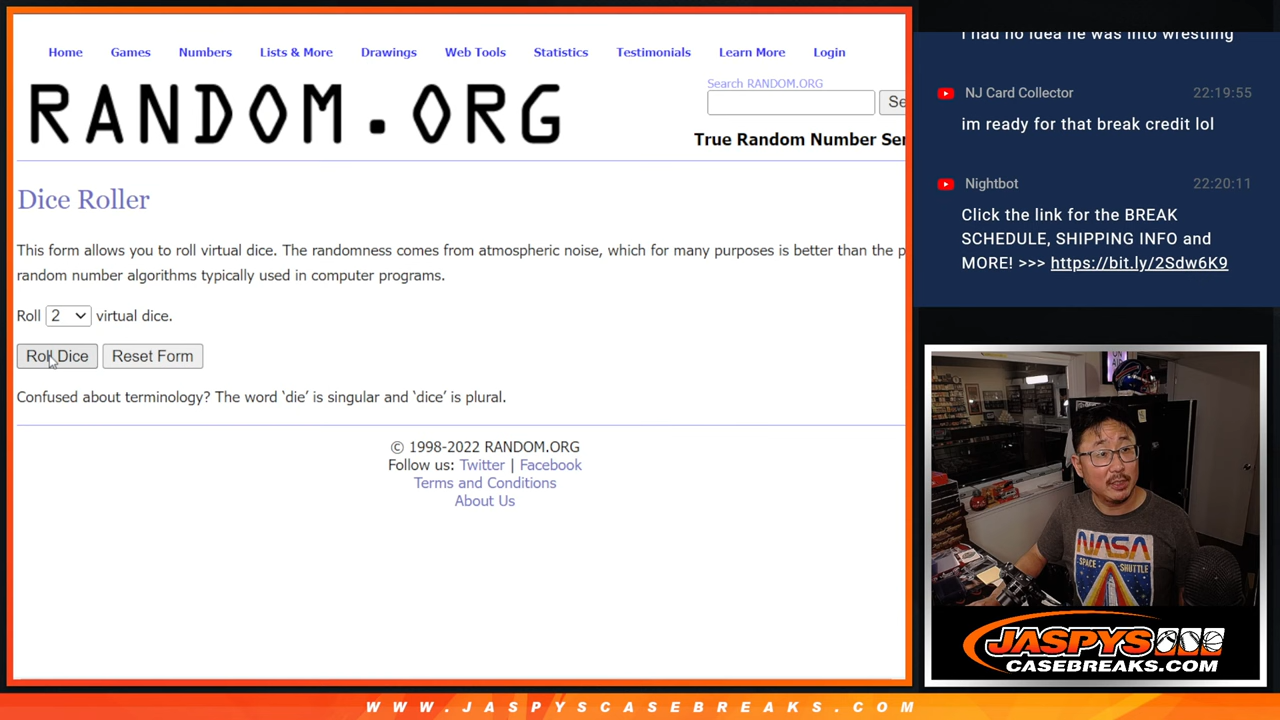 Home Games Numbers Lists & More Drawings Web Tools Statistics Testimonials Learn More Login
RANDOM.ORG
Search RANDOM.ORG
Se
True Random Number Ser
Dice Roller
This form allows you to roll virtual dice. The randomness comes from atmospheric noise, which for many purposes is better than the p
random number algorithms typically used in computer programs.
Roll 2 virtual dice.
Roll Dice Reset Form
Confused about terminology? The word ‘die’ is singular and ‘dice’ is plural.
© 1998-2022 RANDOM.ORG
Follow us: Twitter | Facebook
Terms and Conditions
About Us
I had no idea he was into wrestling
NJ Card Collector 22:19:55
im ready for that break credit lol
Nightbot 22:20:11
Click the link for the BREAK
SCHEDULE, SHIPPING INFO and
MORE! >>> https://bit.ly/2Sdw6K9
ON
AIR
NASA
SPACE SHUTTLE
JASPYS
CASEBREAKS.COM
WWW.JASPYSCASEBREAKS.COM